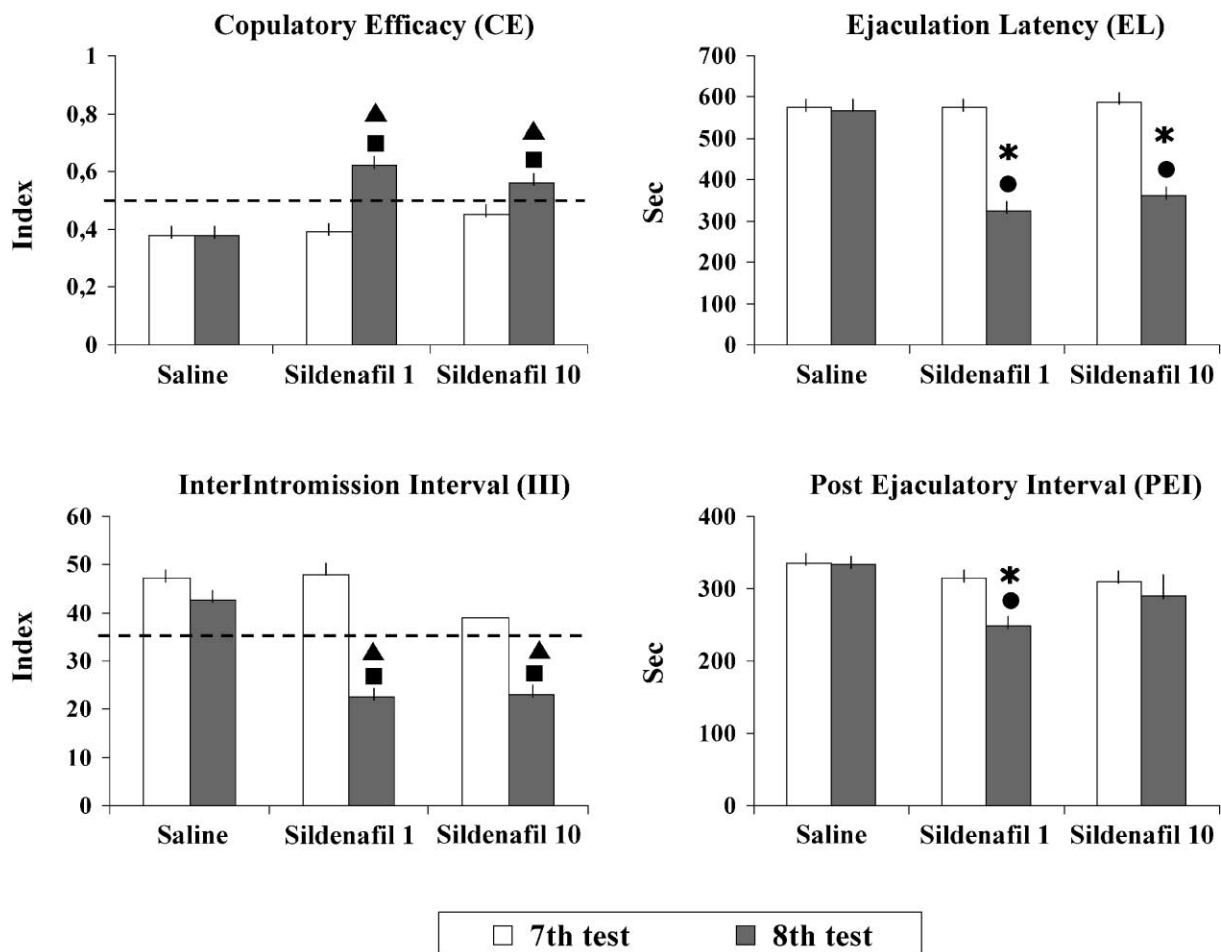 Copulatory Efficacy (CE)
1
0,8
0,6
0,4
0,2
0
Index
Saline Sildenafil 1 Sildenafil 10
Ejaculation Latency (EL)
700
600
500
400
300
200
100
0
Sec
Saline Sildenafil 1 Sildenafil 10
InterIntromission Interval (III)
60
50
40
30
20
10
0
Index
Saline Sildenafil 1 Sildenafil 10
Post Ejaculatory Interval (PEI)
400
300
200
100
0
Sec
Saline Sildenafil 1 Sildenafil 10
7th test 8th test